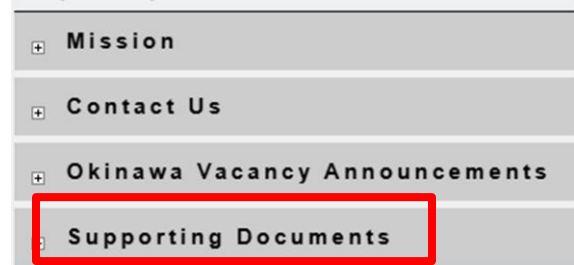 Mission
Contact Us
Okinawa Vacancy Announcements
Supporting Documents